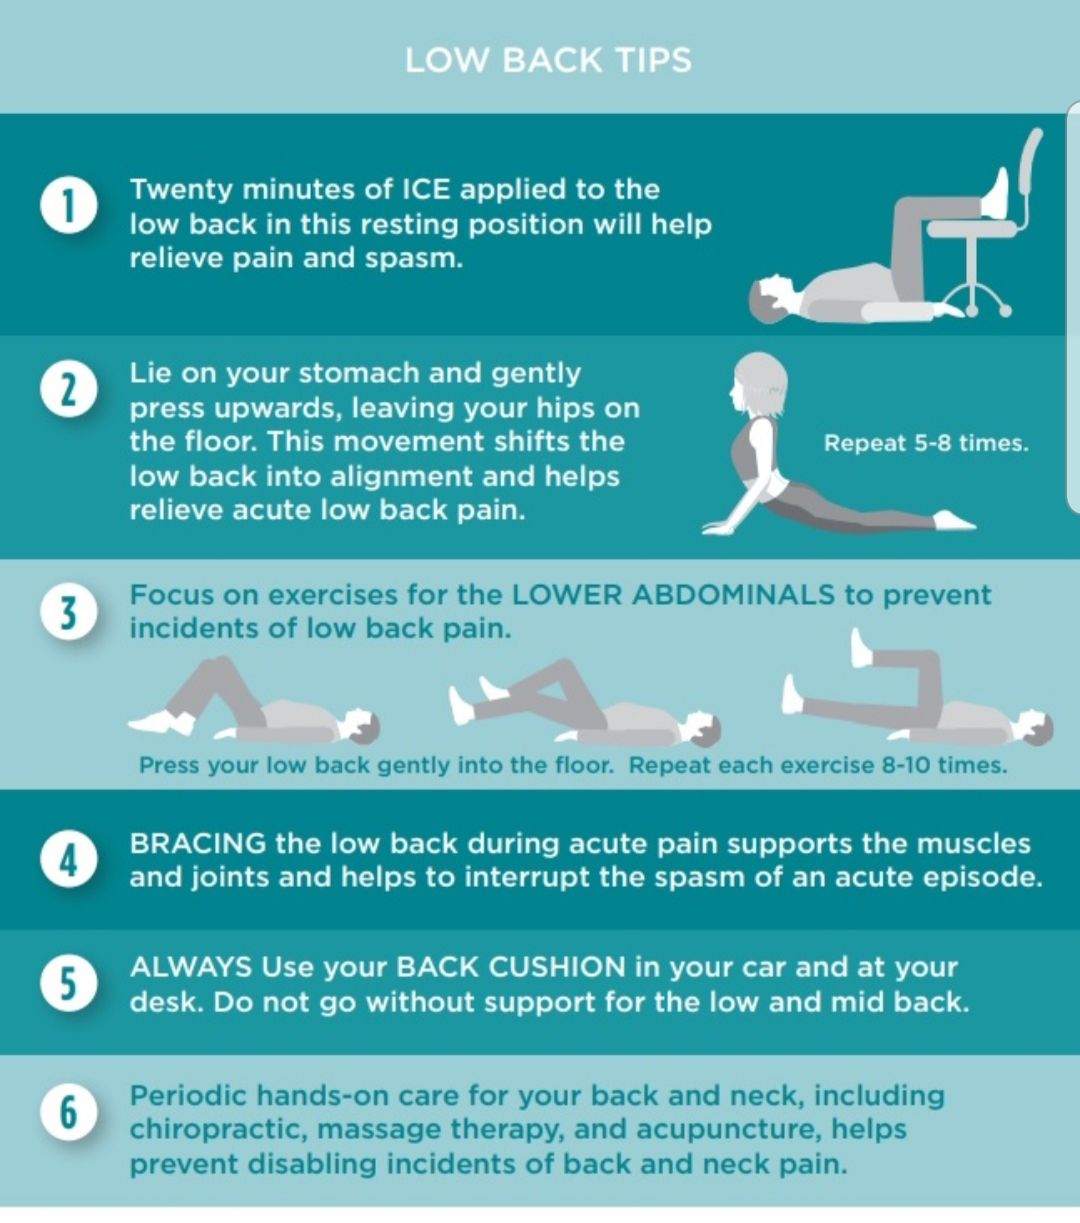 LOW BACK TIPS
1
Twenty minutes of ICE applied to the
low back in this resting position will help
relieve pain and spasm.
2
Lie on your stomach and gently
press upwards, leaving your hips on
the floor. This movement shifts the
low back into alignment and helps
relieve acute low back pain.
Repeat 5-8 times.
3
Focus on exercises for the LOWER ABDOMINALS to prevent
incidents of low back pain.
Press your low back gently into the floor. Repeat each exercise 8-10 times.
4
BRACING the low back during acute pain supports the muscles
and joints and helps to interrupt the spasm of an acute episode.
5
ALWAYS Use your BACK CUSHION in your car and at your
desk. Do not go without support for the low and mid back.
6
Periodic hands-on care for your back and neck, including
chiropractic, massage therapy, and acupuncture, helps
prevent disabling incidents of back and neck pain.